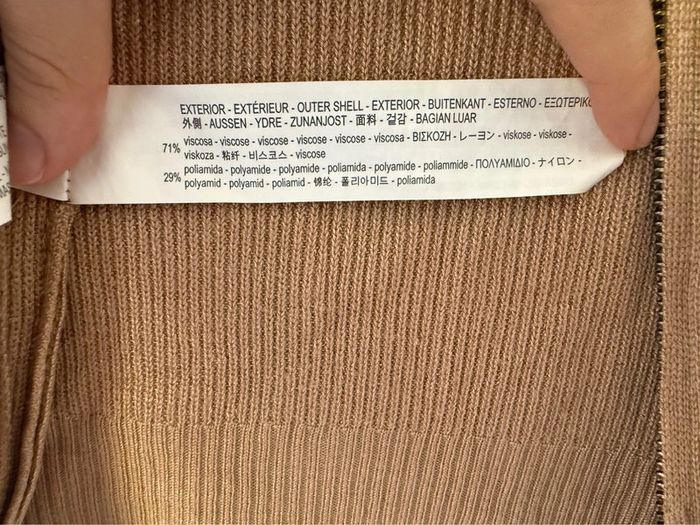 EXTERIOR - EXTÉRIEUR - OUTER SHELL - EXTERIOR - BUITENKANT - ESTERNO - ΕΞΩΤΕΡΙΚ
外側 - AUSSEN - YDRE - ZUNANJOST - 面料 - 겉감 - BAGIAN LUAR
71% viscosa - viscose - viscose - viscose - viscose - viscosa - ΒΙΣΚΟΖΗ - レーヨン - viskose - viskose -
viskoza - 粘纤 - 비스코스 - viscose
29% poliamida - polyamide - polyamide - poliamida - polyamide - poliammide - ΠΟΛΥΑΜΙΔΙΟ - ナイロン -
polyamid - polyamid - poliamid - 锦纶 - 폴리아미드 - poliamida